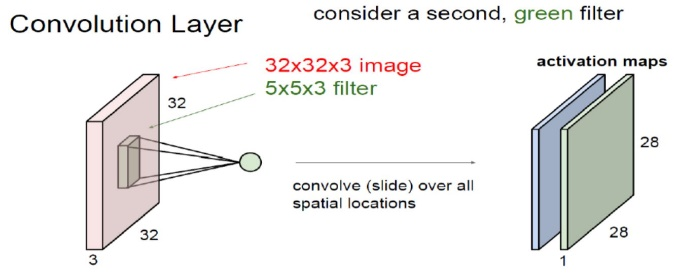 Convolution Layer
consider a second, green filter
32x32x3 image
5x5x3 filter
activation maps
32
28
convolve (slide) over all
spatial locations
32
28
3
1